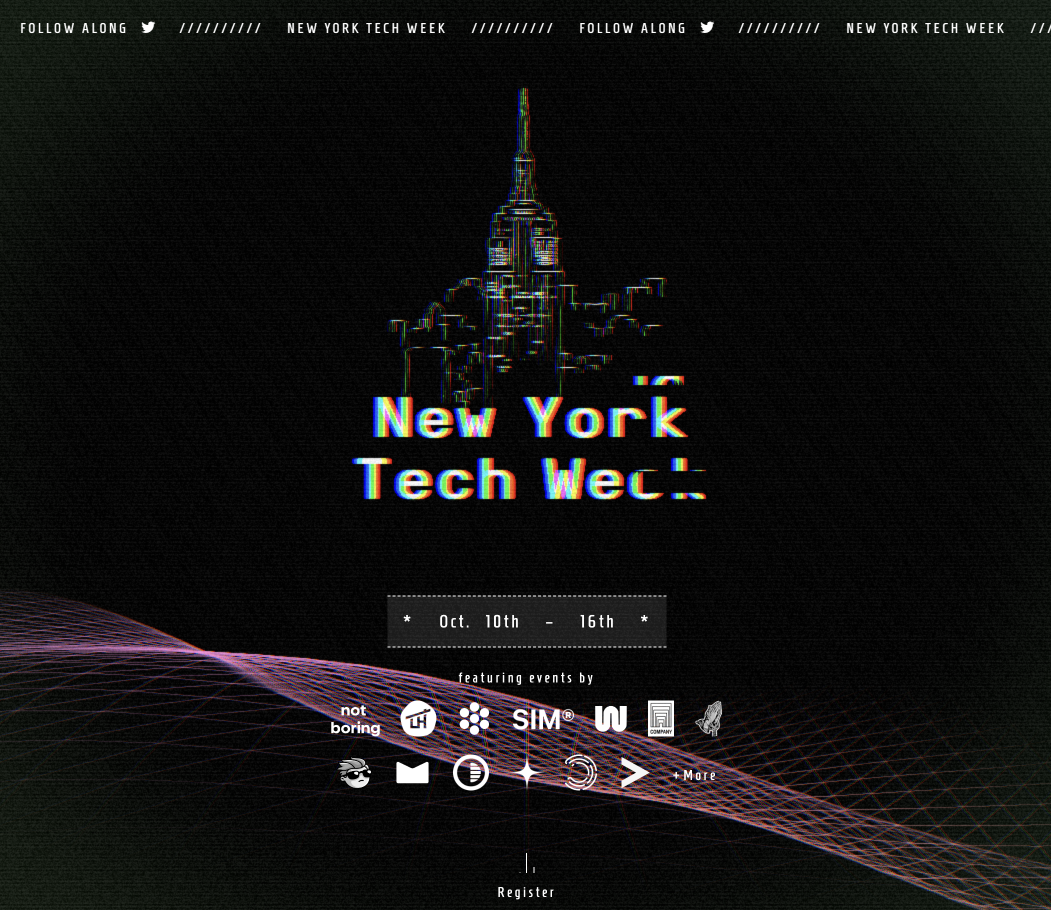 FOLLOW ALONG ////////// NEW YORK TECH WEEK ////////// FOLLOW ALONG ////////// NEW YORK TECH WEEK ///
New York
Tech Week
* Oct. 10th – 16th *
featuring events by
not
boring
LH
SIM®
W
COMPANY
+More
Register